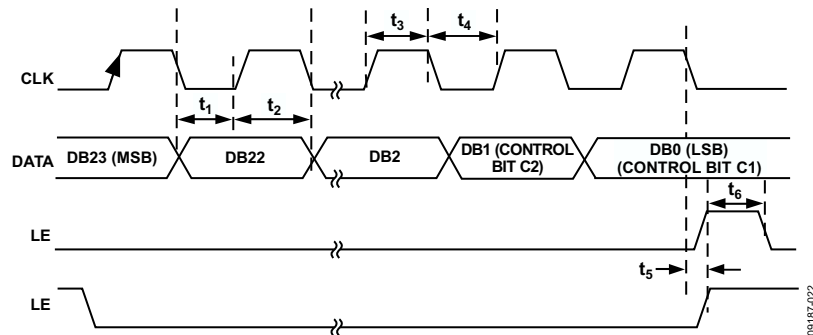 t3
t4
CLK
t1
t2
DATA
DB23 (MSB)
DB22
DB2
DB1 (CONTROL
BIT C2)
DB0 (LSB)
(CONTROL BIT C1)
t6
LE
t5
LE
09187-022